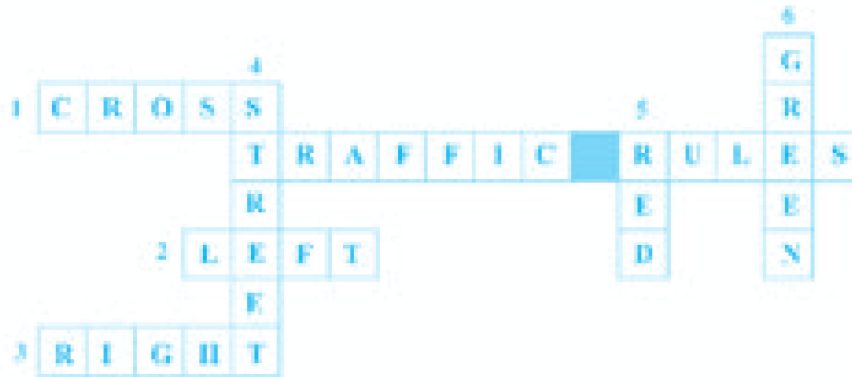 6
4 G
1 C R O S S 5 R
T R A F F I C R U L E S
R E E
2 L E F T D N
E
3 R I G H T